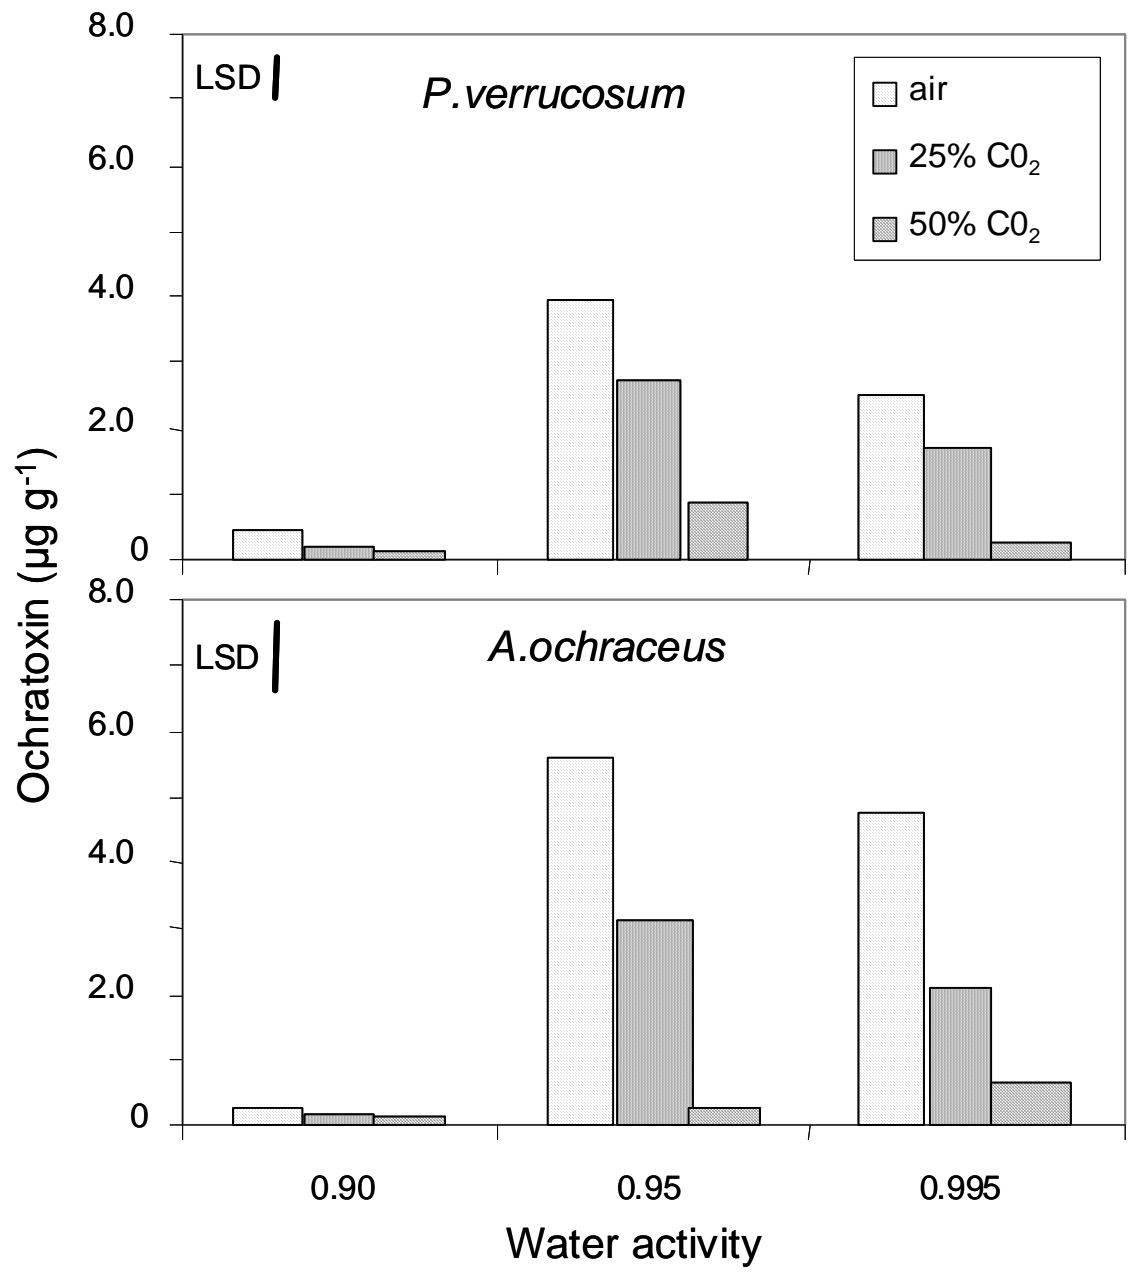 8.0
LSD
P.verrucosum
air
25% C0₂
50% C0₂
6.0
4.0
2.0
0
Ochratoxin (µg g⁻¹)
8.0
LSD
A.ochraceus
6.0
4.0
2.0
0
0.90 0.95 0.995
Water activity